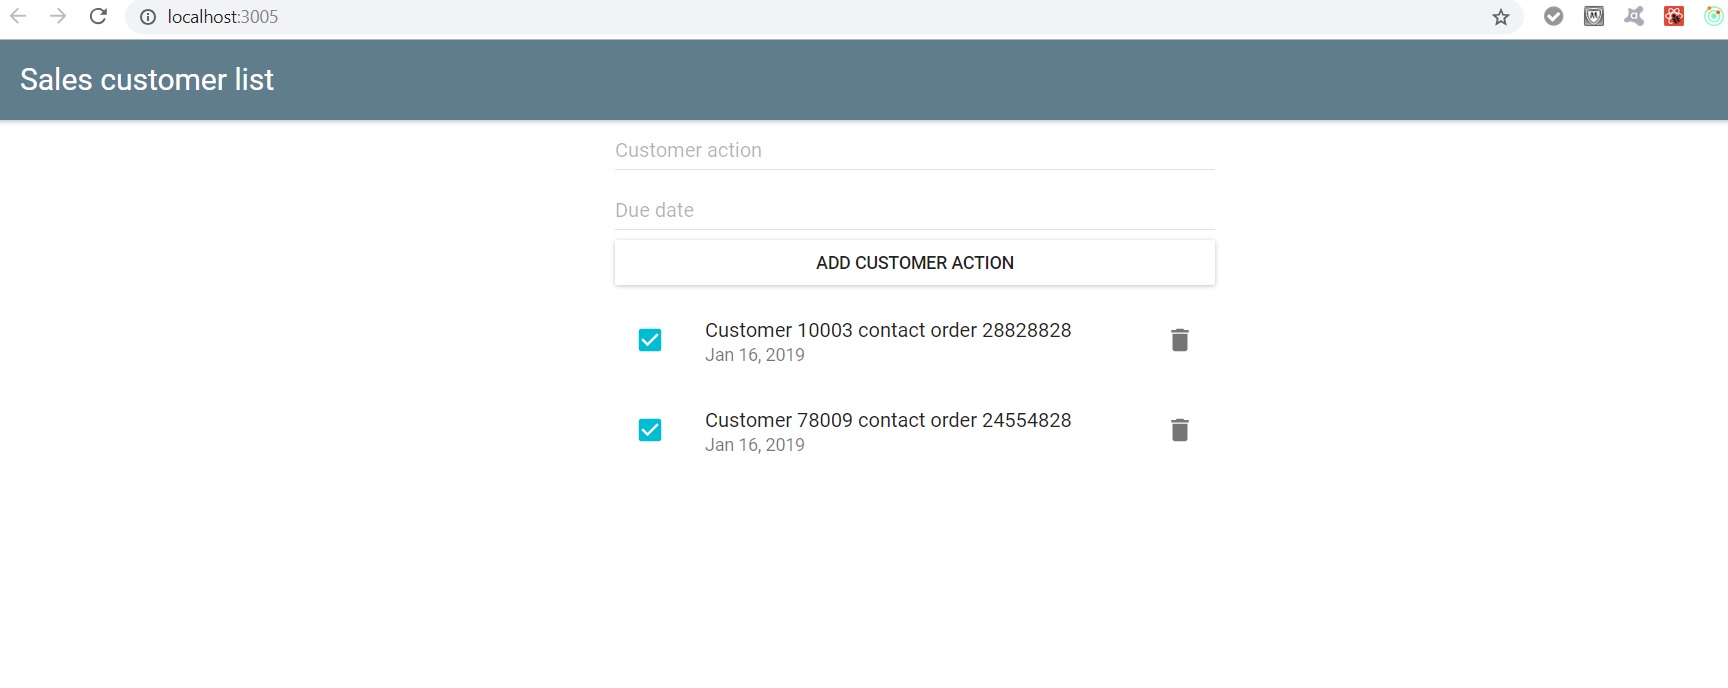 localhost:3005
Sales customer list
Customer action
Due date
ADD CUSTOMER ACTION
Customer 10003 contact order 28828828
Jan 16, 2019
Customer 78009 contact order 24554828
Jan 16, 2019